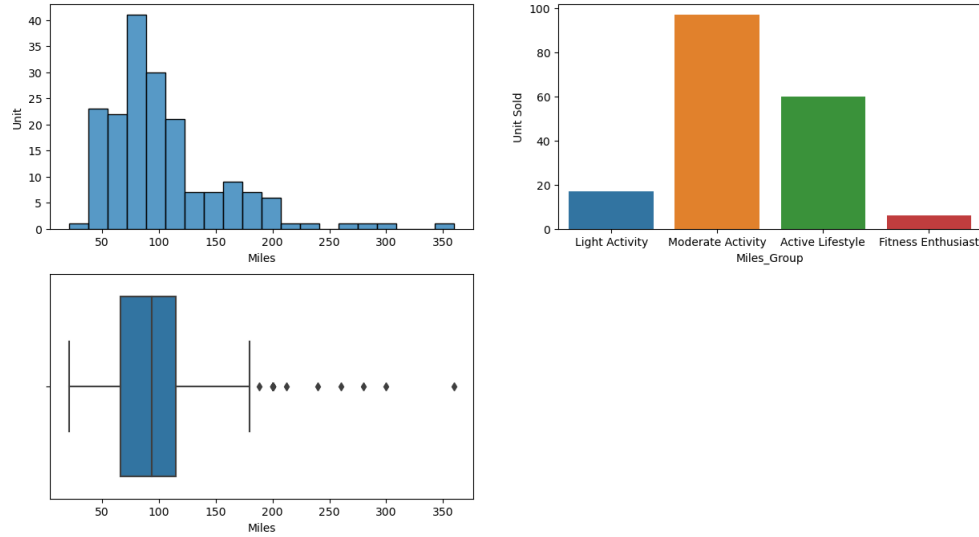 40
35
30
25
20
15
10
5
0
Unit
50 100 150 200 250 300 350
Miles
100
80
60
40
20
0
Unit Sold
Light Activity Moderate Activity Active Lifestyle Fitness Enthusiast
Miles_Group
50 100 150 200 250 300 350
Miles